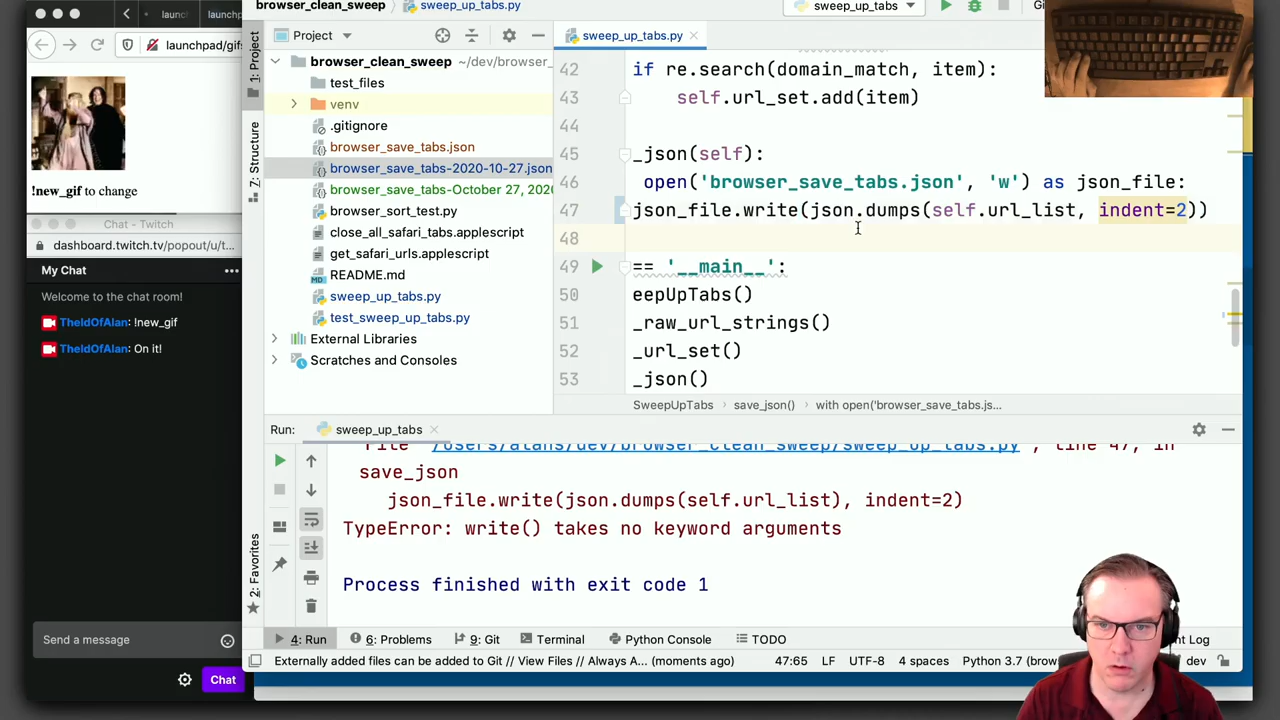 launch
launchp
launchpad/gifs
!new_gif to change
Chat - Twitch
dashboard.twitch.tv/popout/u/t...
My Chat
Welcome to the chat room!
TheIdOfAlan: !new_gif
TheIdOfAlan: On it!
Send a message
Chat
browser_clean_sweep
sweep_up_tabs.py
sweep_up_tabs
Project
sweep_up_tabs.py
1: Project
7: Structure
2: Favorites
browser_clean_sweep ~/dev/browser_
test_files
venv
.gitignore
browser_save_tabs.json
browser_save_tabs-2020-10-27.json
browser_save_tabs-October 27, 202
browser_sort_test.py
close_all_safari_tabs.applescript
get_safari_urls.applescript
README.md
sweep_up_tabs.py
test_sweep_up_tabs.py
External Libraries
Scratches and Consoles
42 if re.search(domain_match, item):
43 self.url_set.add(item)
44
45 _json(self):
46 open('browser_save_tabs.json', 'w') as json_file:
47 json_file.write(json.dumps(self.url_list, indent=2))
48
49 == '__main__':
50 eepUpTabs()
51 _raw_url_strings()
52 _url_set()
53 _json()
SweepUpTabs save_json() with open('browser_save_tabs.js...
Run: sweep_up_tabs
File "/Users/alans/dev/browser_clean_sweep/sweep_up_tabs.py", line 47, in
save_json
json_file.write(json.dumps(self.url_list), indent=2)
TypeError: write() takes no keyword arguments
Process finished with exit code 1
4: Run 6: Problems 9: Git Terminal Python Console TODO nt Log
Externally added files can be added to Git // View Files // Always A... (moments ago) 47:65 LF UTF-8 4 spaces Python 3.7 (brow dev